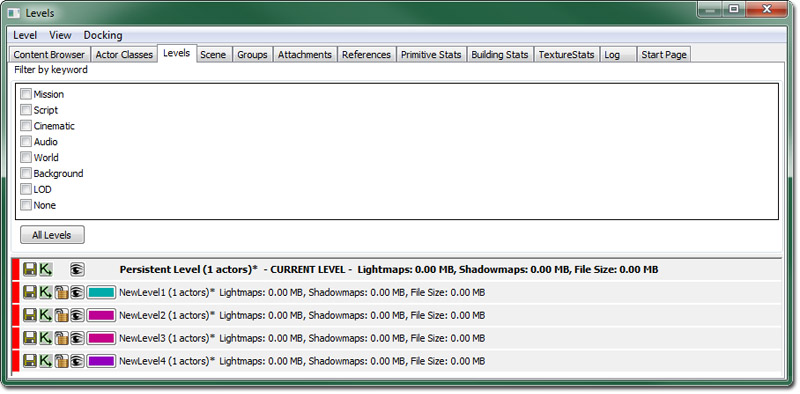 Levels
Level View Docking
Content Browser Actor Classes Levels Scene Groups Attachments References Primitive Stats Building Stats TextureStats Log Start Page
Filter by keyword
Mission
Script
Cinematic
Audio
World
Background
LOD
None
All Levels
Persistent Level (1 actors)* - CURRENT LEVEL - Lightmaps: 0.00 MB, Shadowmaps: 0.00 MB, File Size: 0.00 MB
NewLevel1 (1 actors)* Lightmaps: 0.00 MB, Shadowmaps: 0.00 MB, File Size: 0.00 MB
NewLevel2 (1 actors)* Lightmaps: 0.00 MB, Shadowmaps: 0.00 MB, File Size: 0.00 MB
NewLevel3 (1 actors)* Lightmaps: 0.00 MB, Shadowmaps: 0.00 MB, File Size: 0.00 MB
NewLevel4 (1 actors)* Lightmaps: 0.00 MB, Shadowmaps: 0.00 MB, File Size: 0.00 MB